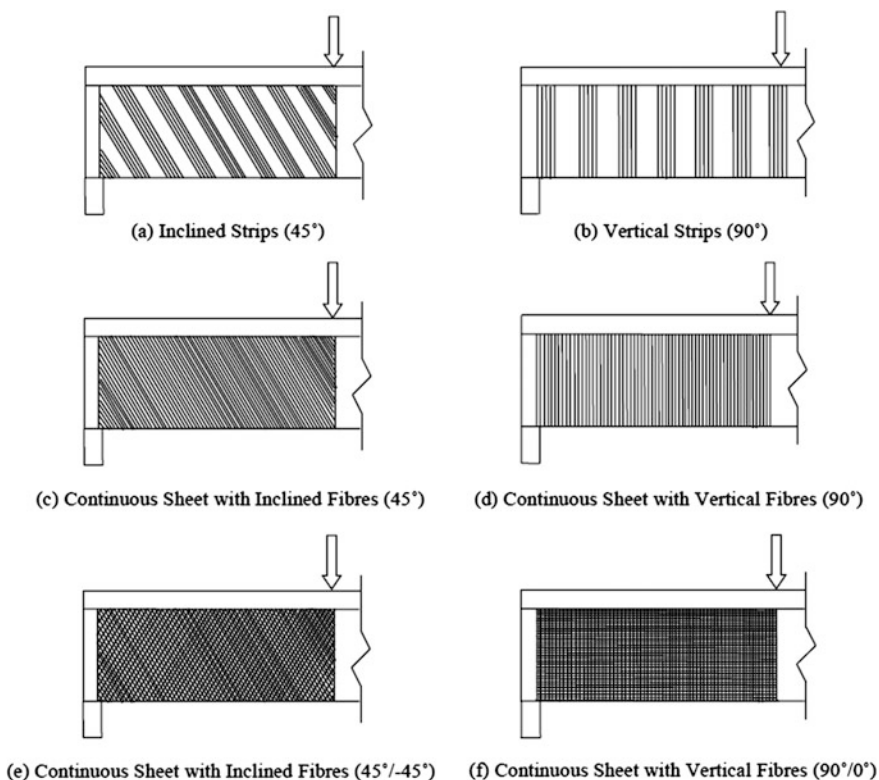 (a) Inclined Strips (45˚)
(b) Vertical Strips (90˚)
(c) Continuous Sheet with Inclined Fibres (45˚)
(d) Continuous Sheet with Vertical Fibres (90˚)
(e) Continuous Sheet with Inclined Fibres (45˚/-45˚)
(f) Continuous Sheet with Vertical Fibres (90˚/0˚)